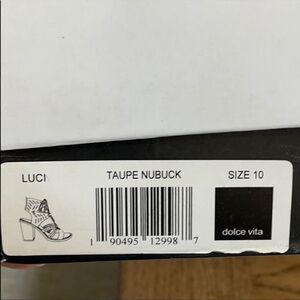 LUCI TAUPE NUBUCK SIZE 10
dolce vita
1 90495 12998 7